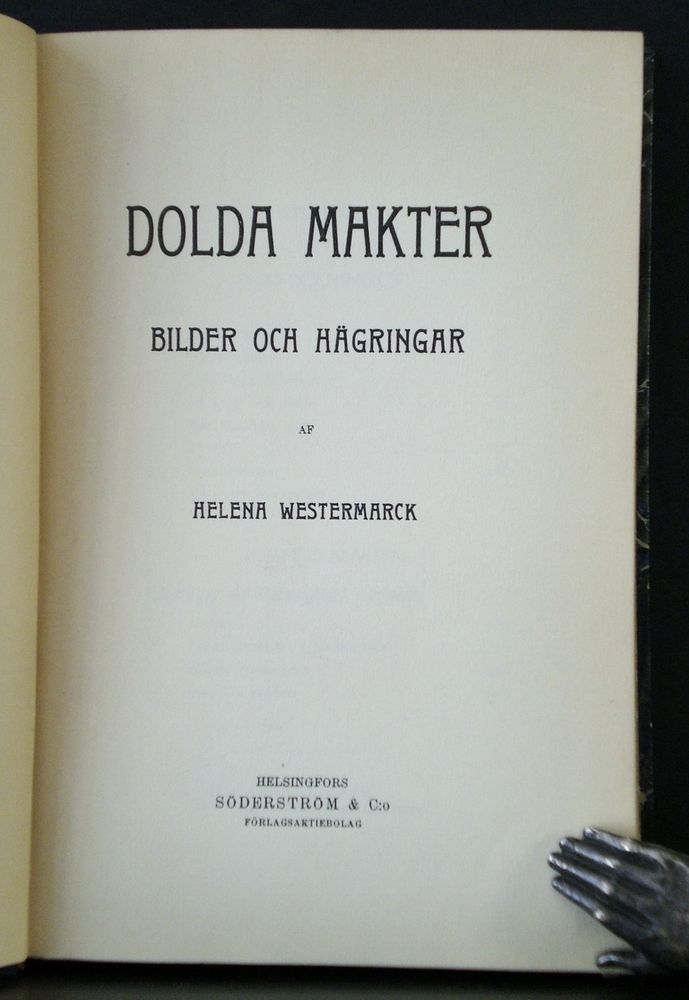 DOLDA MAKTER
BILDER OCH HÄGRINGAR
AF
HELENA WESTERMARCK
HELSINGFORS
SÖDERSTRÖM & C:o
FÖRLAGSAKTIEBOLAG